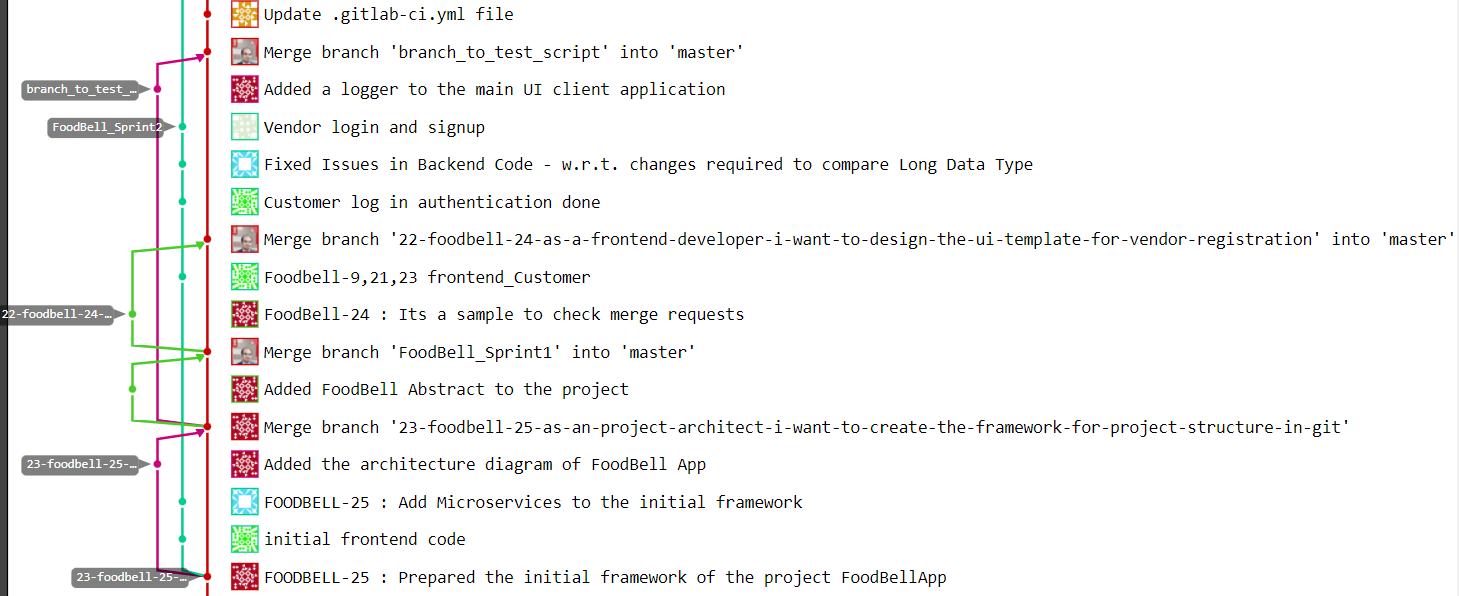 Update .gitlab-ci.yml file
Merge branch 'branch_to_test_script' into 'master'
branch_to_test_… Added a logger to the main UI client application
FoodBell_Sprint2 Vendor login and signup
Fixed Issues in Backend Code - w.r.t. changes required to compare Long Data Type
Customer log in authentication done
Merge branch '22-foodbell-24-as-a-frontend-developer-i-want-to-design-the-ui-template-for-vendor-registration' into 'master'
Foodbell-9,21,23 frontend_Customer
22-foodbell-24-… FoodBell-24 : Its a sample to check merge requests
Merge branch 'FoodBell_Sprint1' into 'master'
Added FoodBell Abstract to the project
Merge branch '23-foodbell-25-as-an-project-architect-i-want-to-create-the-framework-for-project-structure-in-git'
23-foodbell-25-… Added the architecture diagram of FoodBell App
FOODBELL-25 : Add Microservices to the initial framework
initial frontend code
23-foodbell-25-… FOODBELL-25 : Prepared the initial framework of the project FoodBellApp